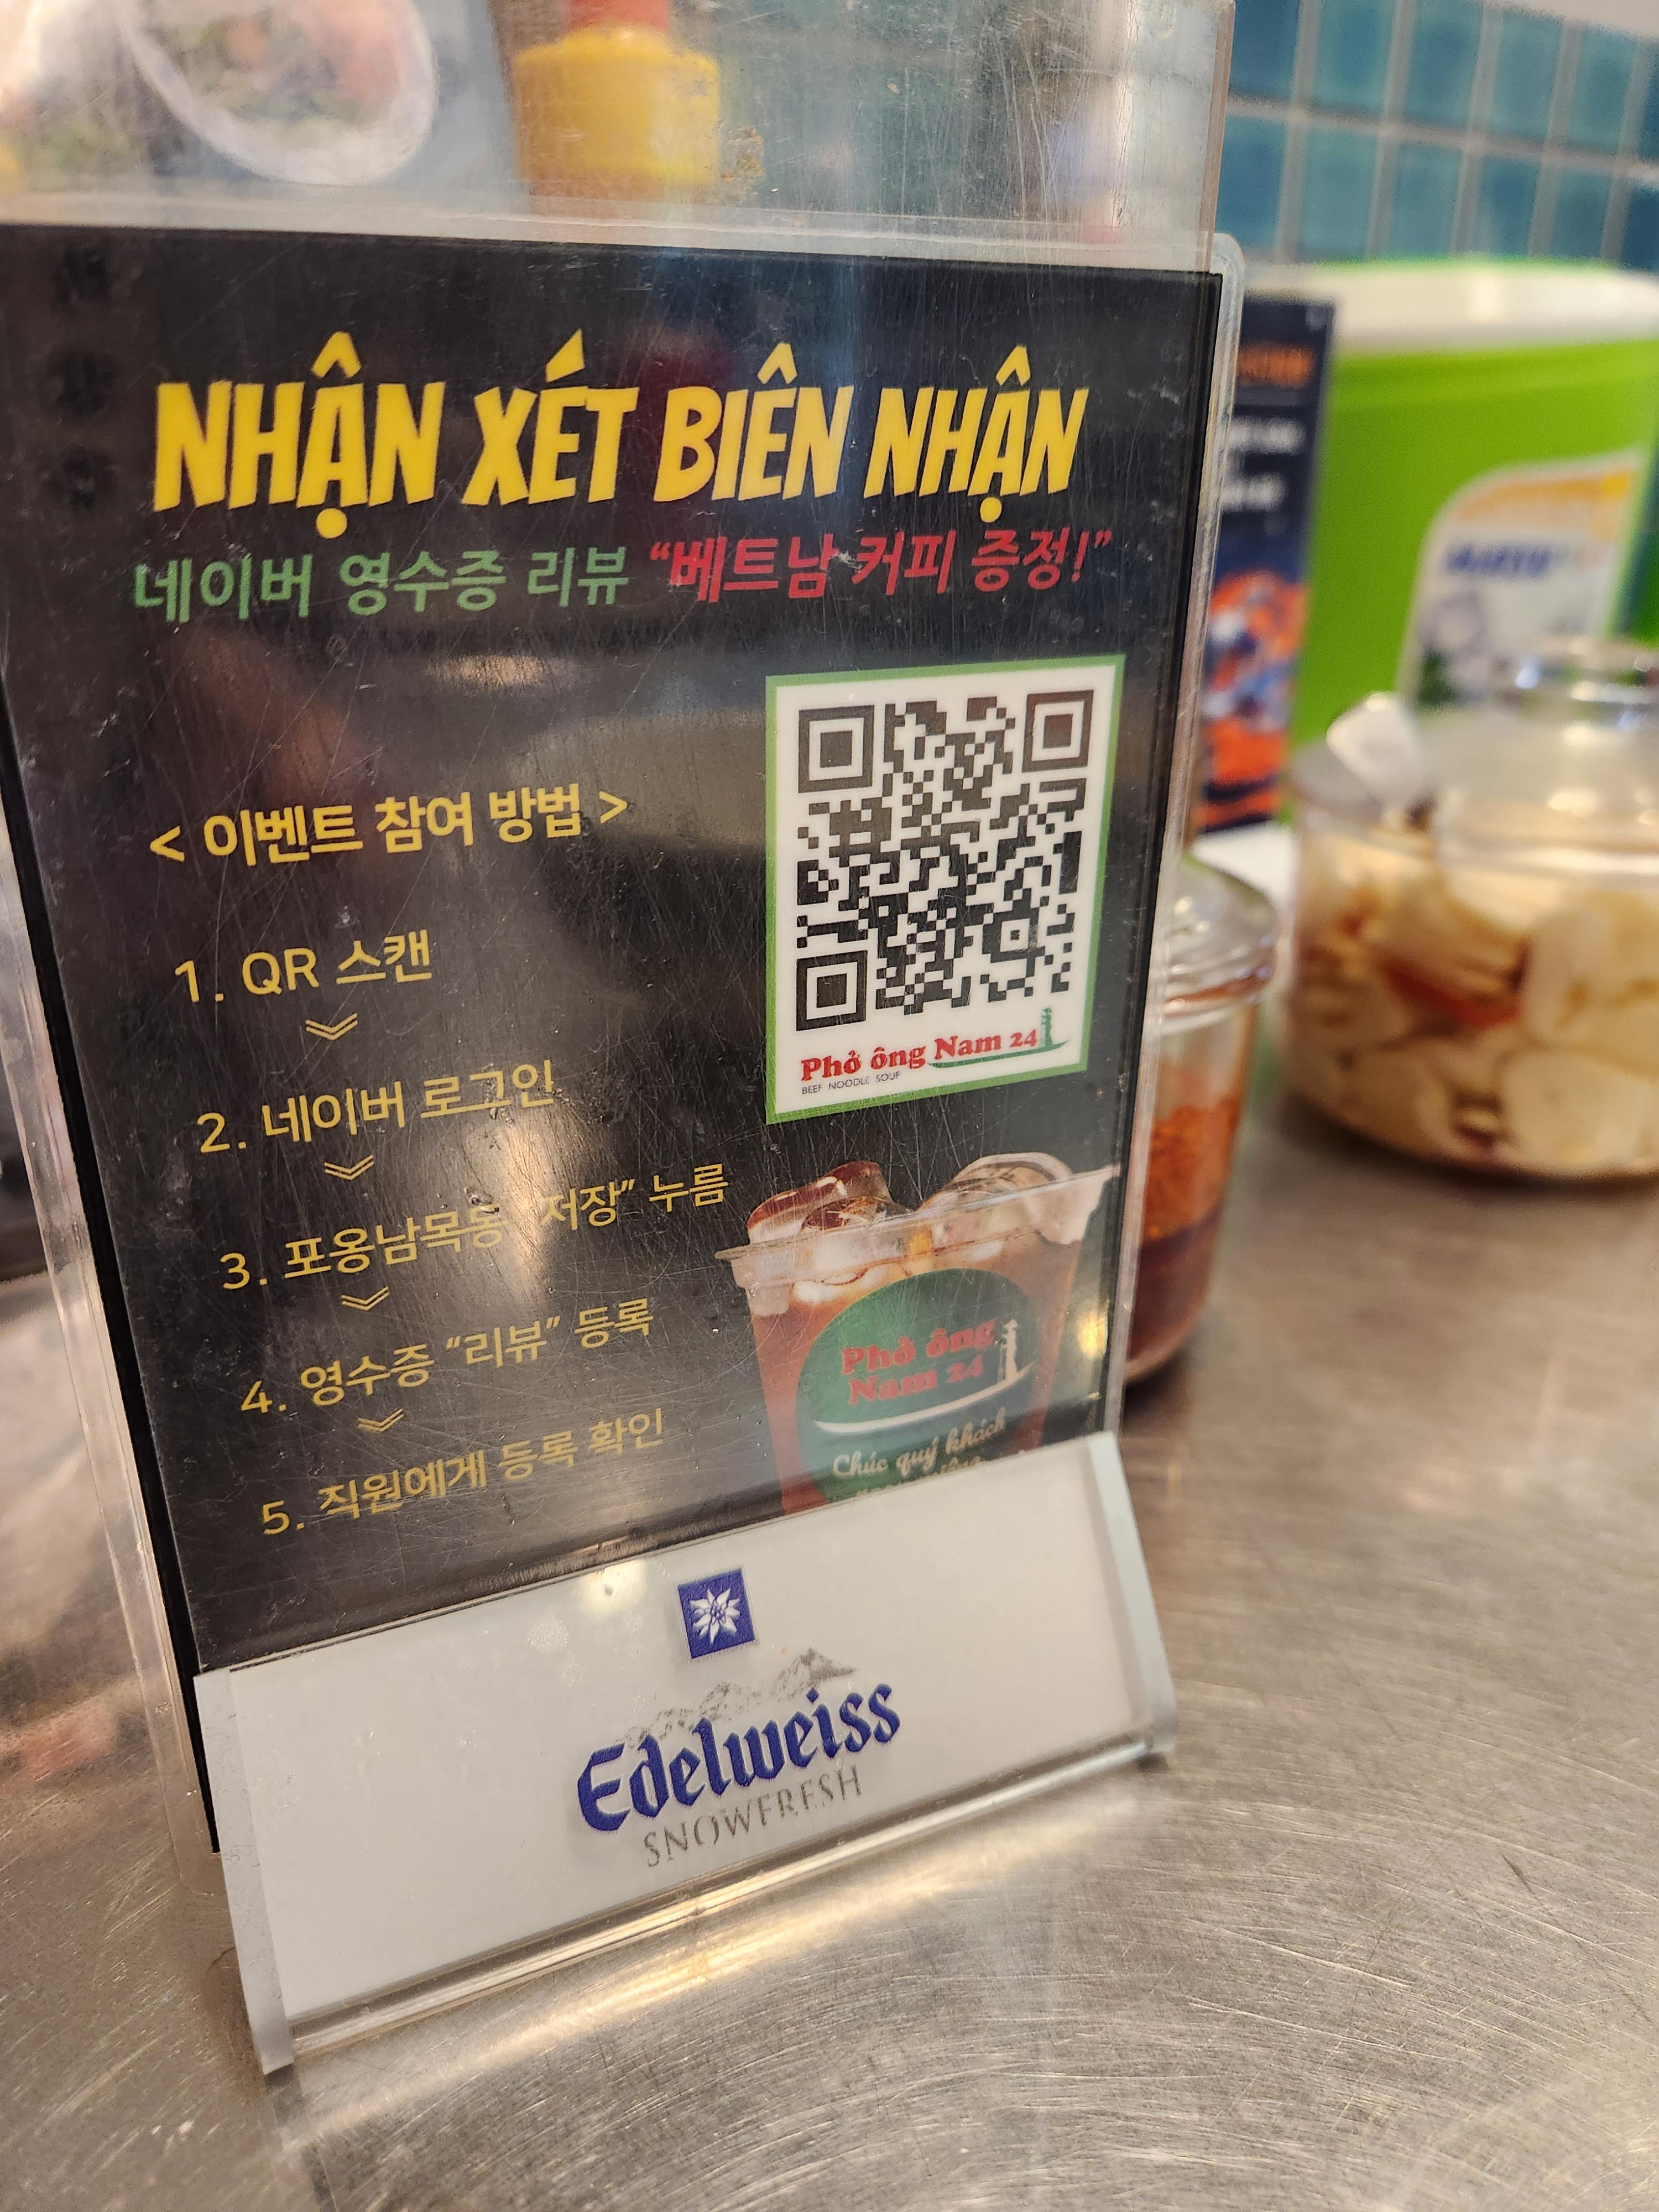 NHẬN XÉT BIÊN NHẬN
네이버 영수증 리뷰 “베트남 커피 증정!”
< 이벤트 참여 방법 >
1. QR 스캔
2. 네이버 로그인
3. 포옹남목동 “저장” 누름
4. 영수증 “리뷰” 등록
5. 직원에게 등록 확인
Phở ông Nam 24
BEEF NOODLE SOUP
Phở ông
Nam 24
Chúc quý khách
Edelweiss
SNOWFRESH